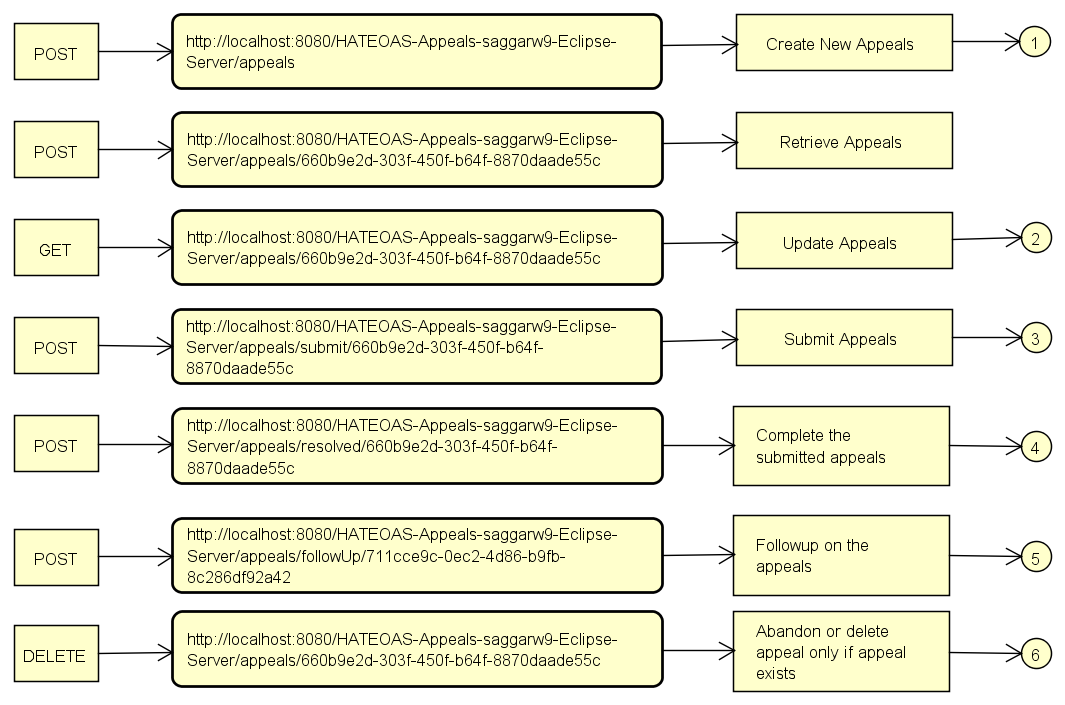 POST
http://localhost:8080/HATEOAS-Appeals-saggarw9-Eclipse-
Server/appeals
Create New Appeals
1
POST
http://localhost:8080/HATEOAS-Appeals-saggarw9-Eclipse-
Server/appeals/660b9e2d-303f-450f-b64f-8870daade55c
Retrieve Appeals
GET
http://localhost:8080/HATEOAS-Appeals-saggarw9-Eclipse-
Server/appeals/660b9e2d-303f-450f-b64f-8870daade55c
Update Appeals
2
POST
http://localhost:8080/HATEOAS-Appeals-saggarw9-Eclipse-
Server/appeals/submit/660b9e2d-303f-450f-b64f-
8870daade55c
Submit Appeals
3
POST
http://localhost:8080/HATEOAS-Appeals-saggarw9-Eclipse-
Server/appeals/resolved/660b9e2d-303f-450f-b64f-
8870daade55c
Complete the
submitted appeals
4
POST
http://localhost:8080/HATEOAS-Appeals-saggarw9-Eclipse-
Server/appeals/followUp/711cce9c-0ec2-4d86-b9fb-
8c286df92a42
Followup on the
appeals
5
DELETE
http://localhost:8080/HATEOAS-Appeals-saggarw9-Eclipse-
Server/appeals/660b9e2d-303f-450f-b64f-8870daade55c
Abandon or delete
appeal only if appeal
exists
6